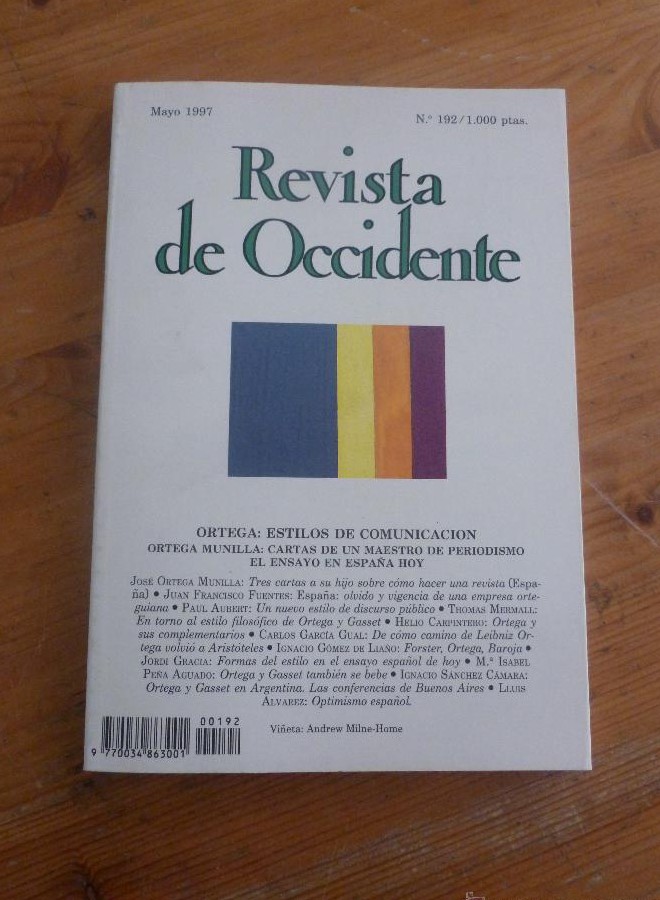 Mayo 1997
N.º 192/1.000 ptas.
Revista
de Occidente
ORTEGA: ESTILOS DE COMUNICACION
ORTEGA MUNILLA: CARTAS DE UN MAESTRO DE PERIODISMO
EL ENSAYO EN ESPAÑA HOY
JOSÉ ORTEGA MUNILLA: Tres cartas a su hijo sobre cómo hacer una revista (Espa-
ña) • JUAN FRANCISCO FUENTES: España: olvido y vigencia de una empresa orte-
guiana • PAUL AUBERT: Un nuevo estilo de discurso público • THOMAS MERMALL:
En torno al estilo filosófico de Ortega y Gasset • HELIO CARPINTERO: Ortega y
sus complementarios • CARLOS GARCÍA GUAL: De cómo camino de Leibniz Or-
tega volvió a Aristóteles • IGNACIO GÓMEZ DE LIAÑO: Forster, Ortega, Baroja •
JORDI GRACIA: Formas del estilo en el ensayo español de hoy • M.ª ISABEL
PEÑA AGUADO: Ortega y Gasset también se bebe • IGNACIO SÁNCHEZ CÁMARA:
Ortega y Gasset en Argentina. Las conferencias de Buenos Aires • LLUIS
ALVAREZ: Optimismo español.
00192
9 770034 863001
Viñeta: Andrew Milne-Home